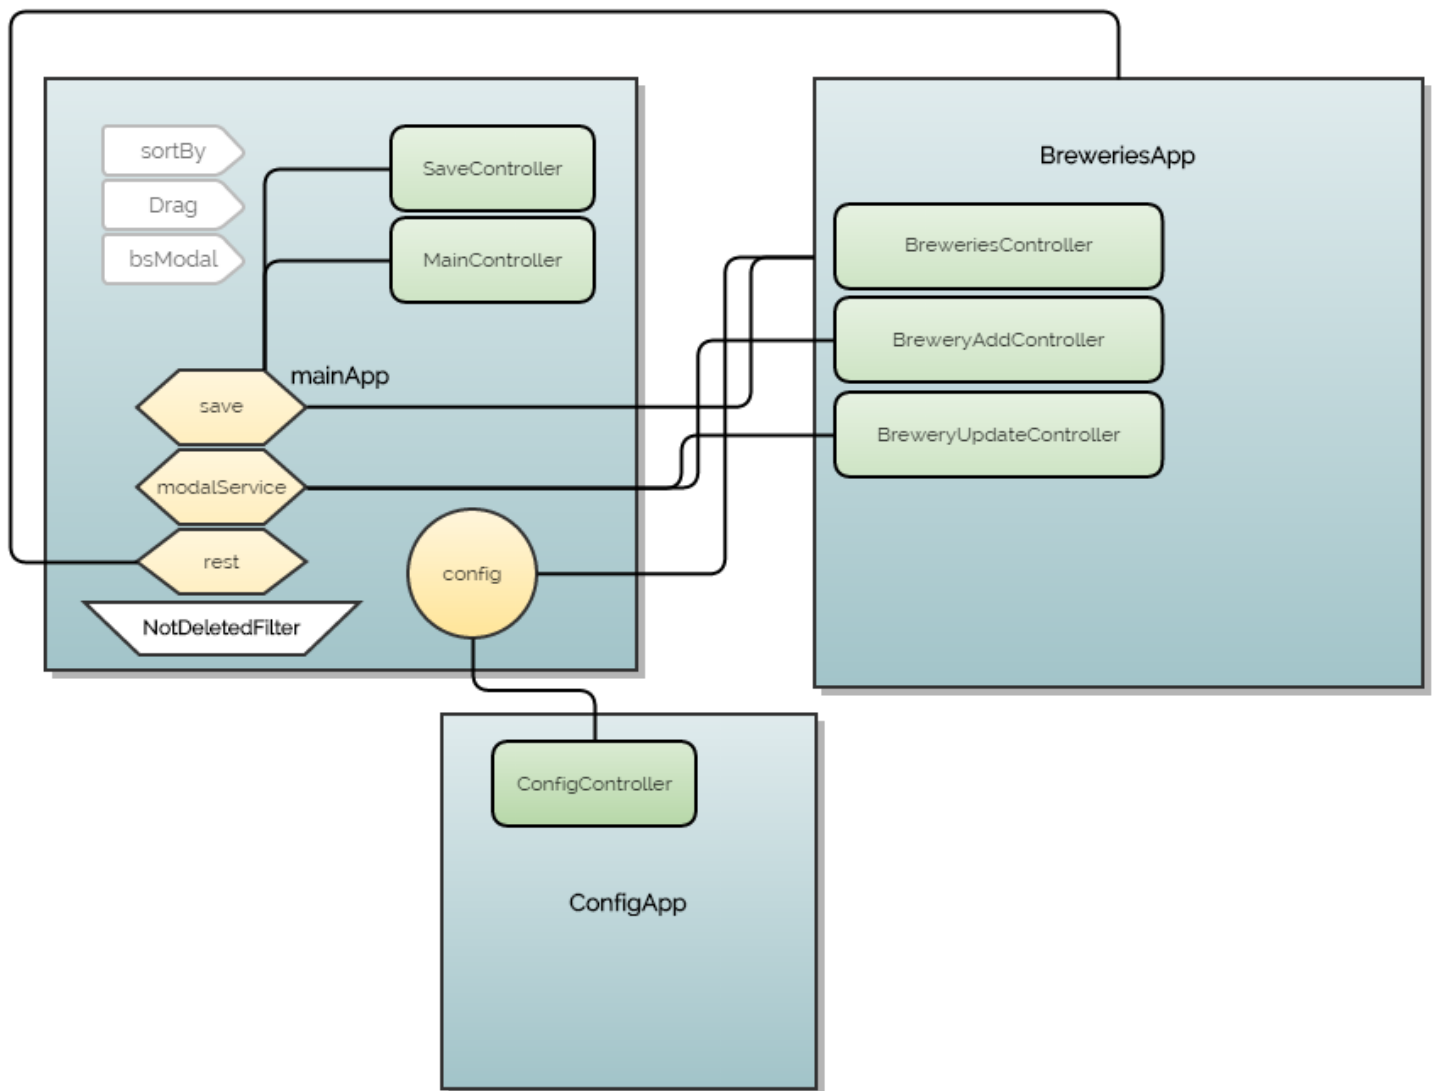 sortBy
Drag
bsModal
SaveController
MainController
mainApp
save
modalService
rest
config
NotDeletedFilter
BreweriesApp
BreweriesController
BreweryAddController
BreweryUpdateController
ConfigController
ConfigApp